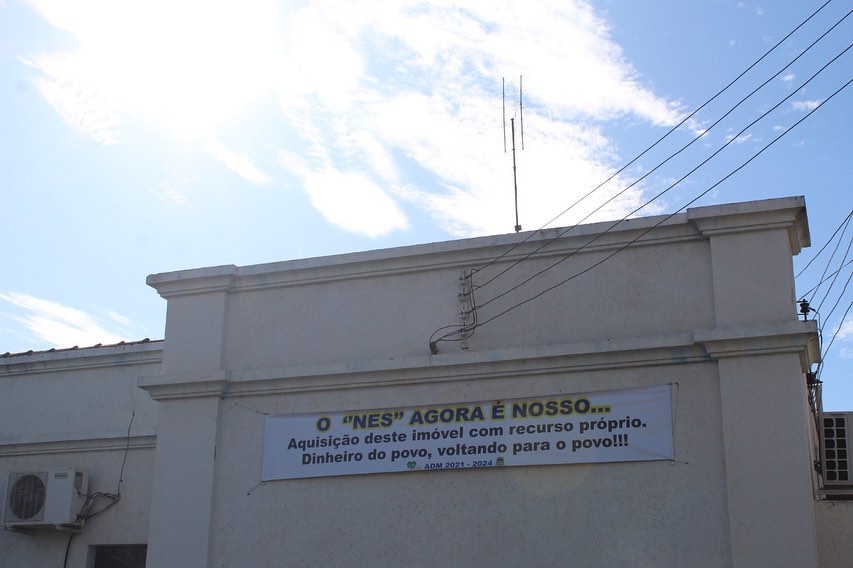 O “NES” AGORA É NOSSO...
Aquisição deste imóvel com recurso próprio.
Dinheiro do povo, voltando para o povo!!!
ADM 2021 - 2024